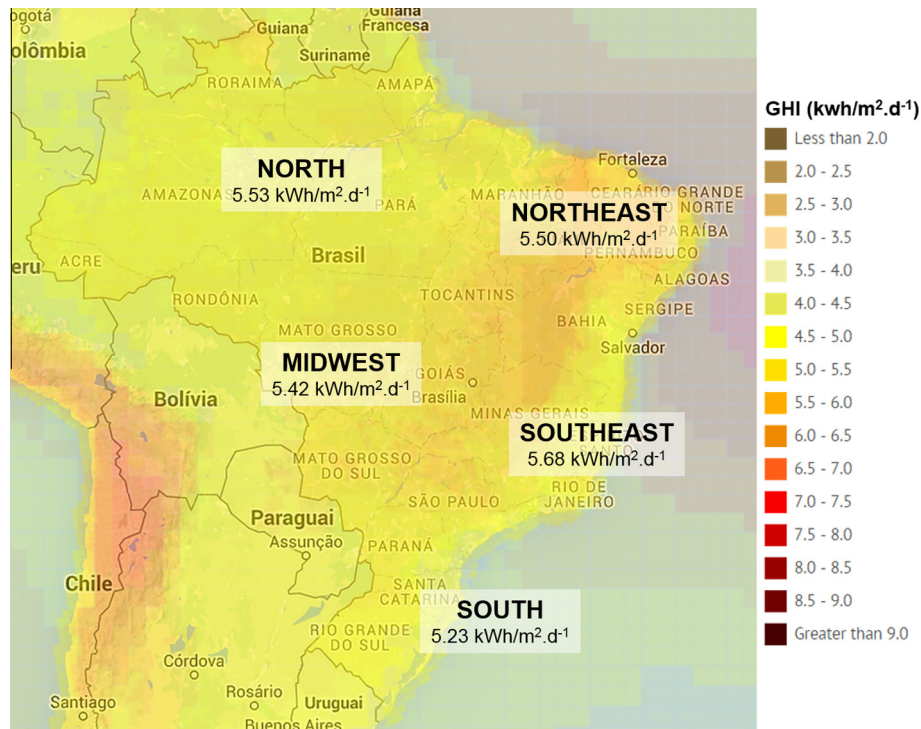 ogotá
olômbia
Guiana
Guiana
Francesa
Suriname
RORAIMA
AMAPÁ
NORTH
5.53 kWh/m².d⁻¹
AMAZONAS
PARÁ
Fortaleza
MARANHÃO
CEARÁ
RIO GRANDE
DO NORTE
NORTHEAST
5.50 kWh/m².d⁻¹
PARAÍBA
PERNAMBUCO
ALAGOAS
SERGIPE
eru
ACRE
Brasil
RONDÔNIA
TOCANTINS
BAHIA
Salvador
MATO GROSSO
MIDWEST
5.42 kWh/m².d⁻¹
GOIÁS
Brasília
Bolívia
MINAS GERAIS
SOUTHEAST
5.68 kWh/m².d⁻¹
MATO GROSSO
DO SUL
SÃO PAULO
RIO DE
JANEIRO
Paraguai
Assunção
PARANÁ
Chile
SANTA
CATARINA
SOUTH
5.23 kWh/m².d⁻¹
RIO GRANDE
DO SUL
Córdova
Rosário
Uruguai
Santiago
Buenos Aires
GHI (kwh/m².d⁻¹)
Less than 2.0
2.0 - 2.5
2.5 - 3.0
3.0 - 3.5
3.5 - 4.0
4.0 - 4.5
4.5 - 5.0
5.0 - 5.5
5.5 - 6.0
6.0 - 6.5
6.5 - 7.0
7.0 - 7.5
7.5 - 8.0
8.0 - 8.5
8.5 - 9.0
Greater than 9.0